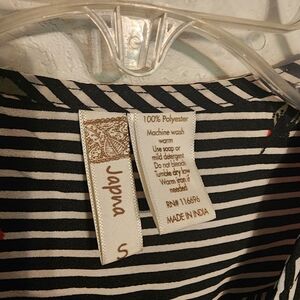 Japna
S
100% Polyester
Machine wash
warm
Use soap or
mild detergent
Do not bleach
Tumble dry low
Warm iron if
needed
RN# 116696
MADE IN INDIA